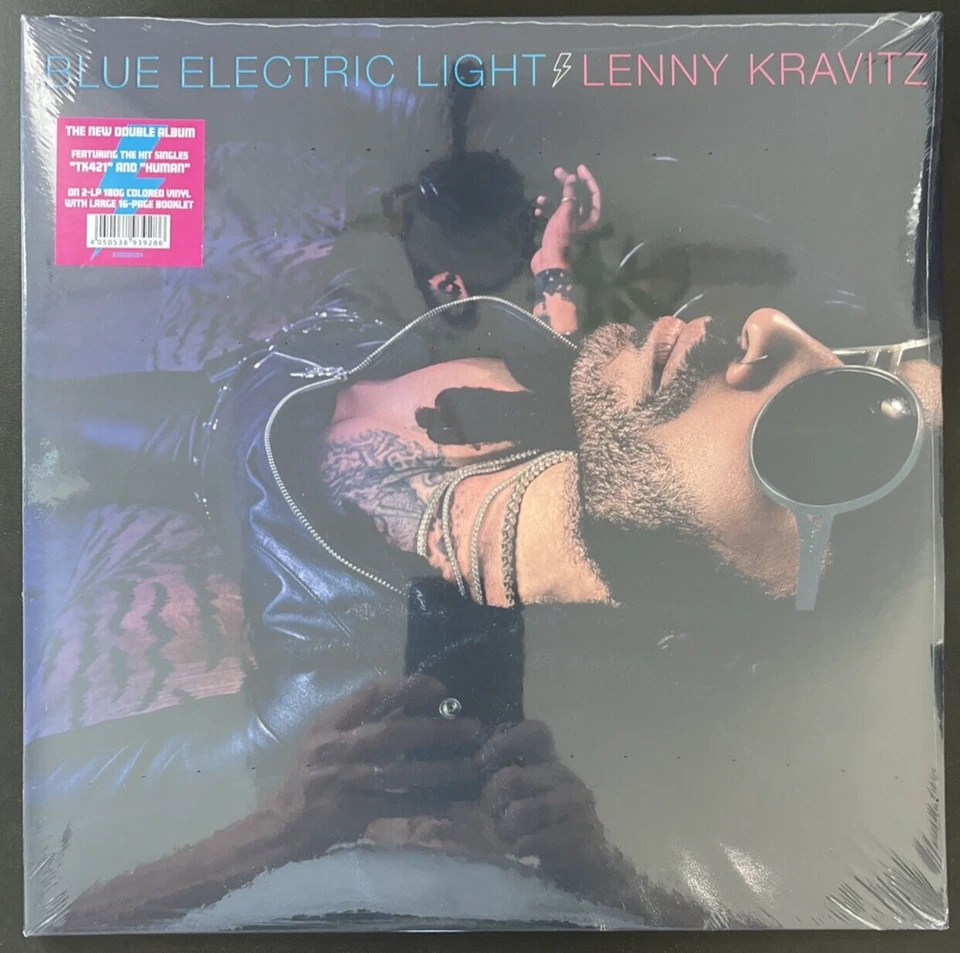 BLUE ELECTRIC LIGHT LENNY KRAVITZ
THE NEW DOUBLE ALBUM
FEATURING THE HIT SINGLES
"TK421" AND "HUMAN"
ON 2-LP 180G COLORED VINYL
WITH LARGE 16-PAGE BOOKLET
4 050538 939286